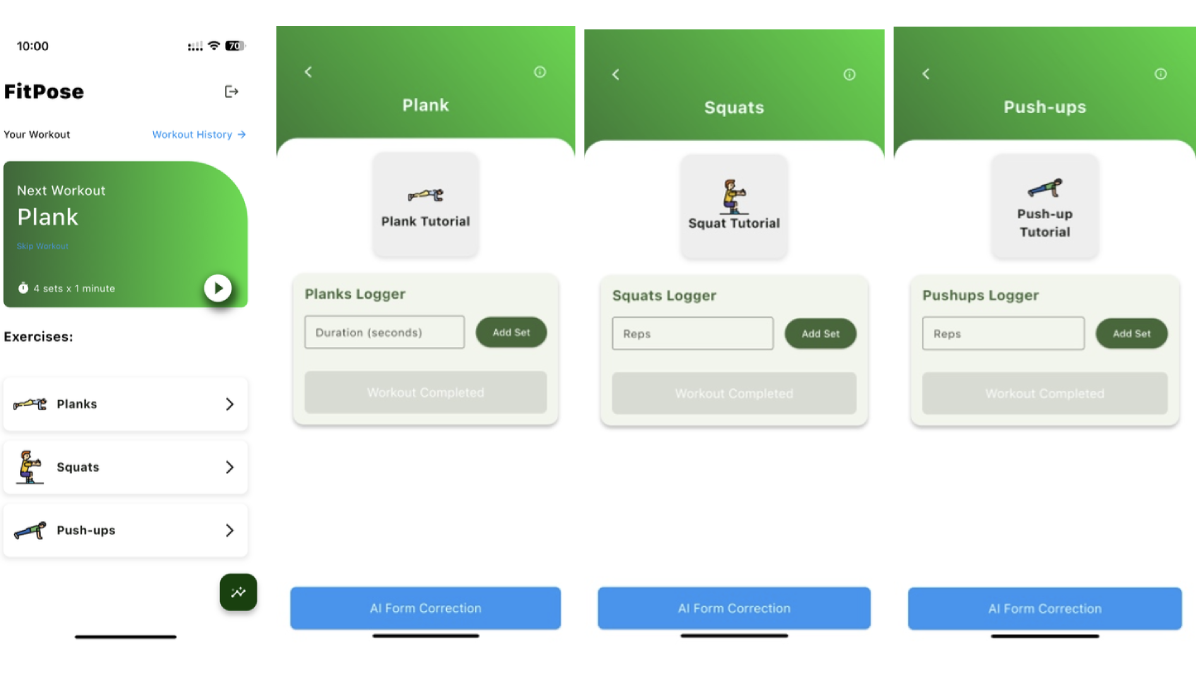 10:00
70
FitPose
Your Workout
Workout History →
Next Workout
Plank
Skip Workout
4 sets x 1 minute
Exercises:
Planks
Squats
Push-ups
Plank
Plank Tutorial
Planks Logger
Duration (seconds)
Add Set
Workout Completed
AI Form Correction
Squats
Squat Tutorial
Squats Logger
Reps
Add Set
Workout Completed
AI Form Correction
Push-ups
Push-up
Tutorial
Pushups Logger
Reps
Add Set
Workout Completed
AI Form Correction